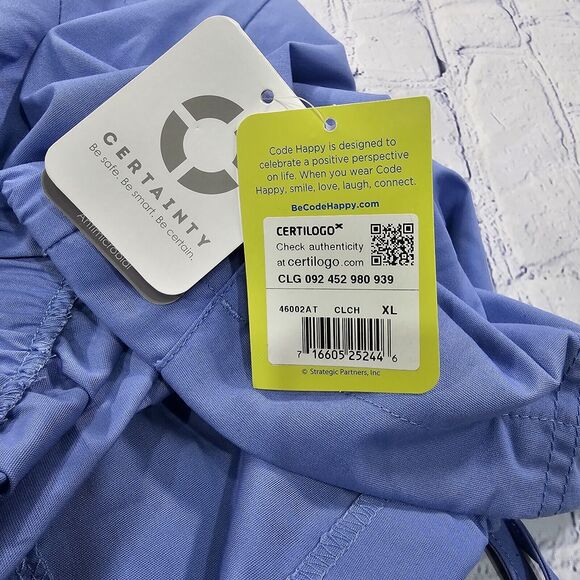 CERTAINTY
Be safe. Be smart. Be certain.
Antimicrobial
Code Happy is designed to
celebrate a positive perspective
on life. When you wear Code
Happy, smile, love, laugh, connect.
BeCodeHappy.com
CERTILOGO
Check authenticity
at certilogo.com
CLG 092 452 980 939
46002AT CLCH XL
7 16605 25244 6
© Strategic Partners, Inc